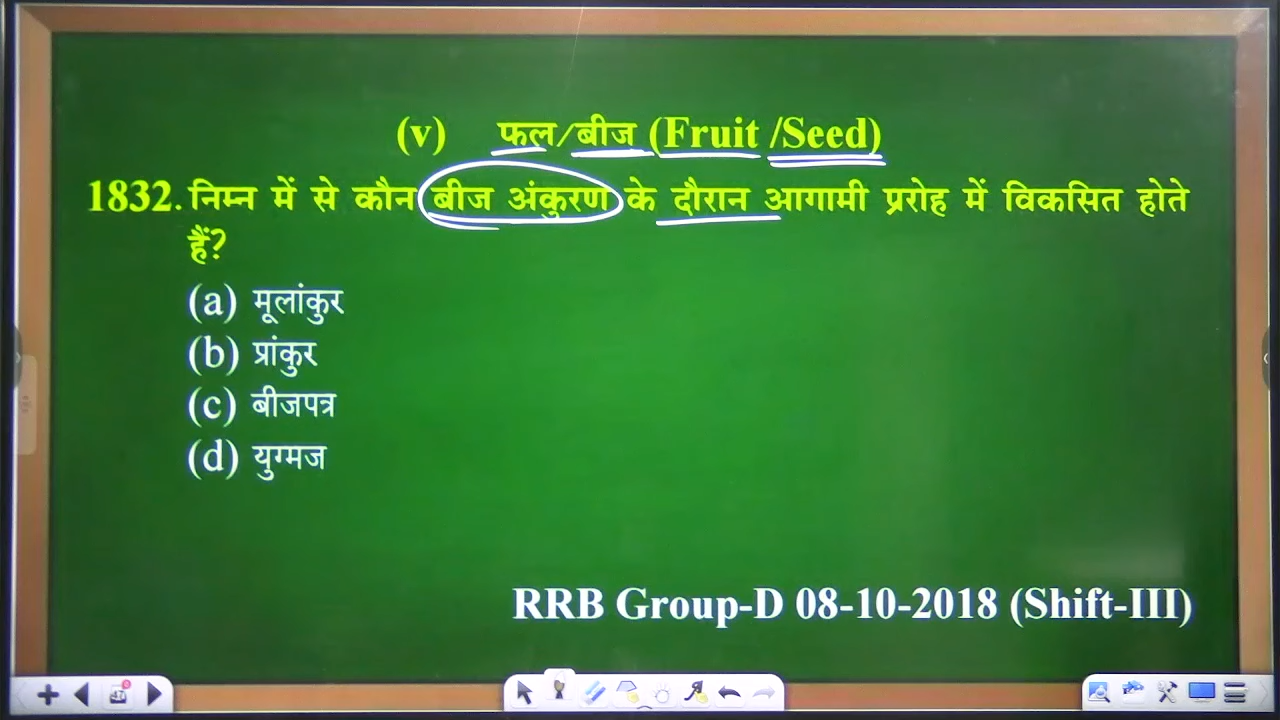 (v) फल/बीज (Fruit /Seed)
1832. निम्न में से कौन बीज अंकुरण के दौरान आगामी प्ररोह में विकसित होते
हैं?
(a) मूलांकुर
(b) प्रांकुर
(c) बीजपत्र
(d) युग्मज
RRB Group-D 08-10-2018 (Shift-III)